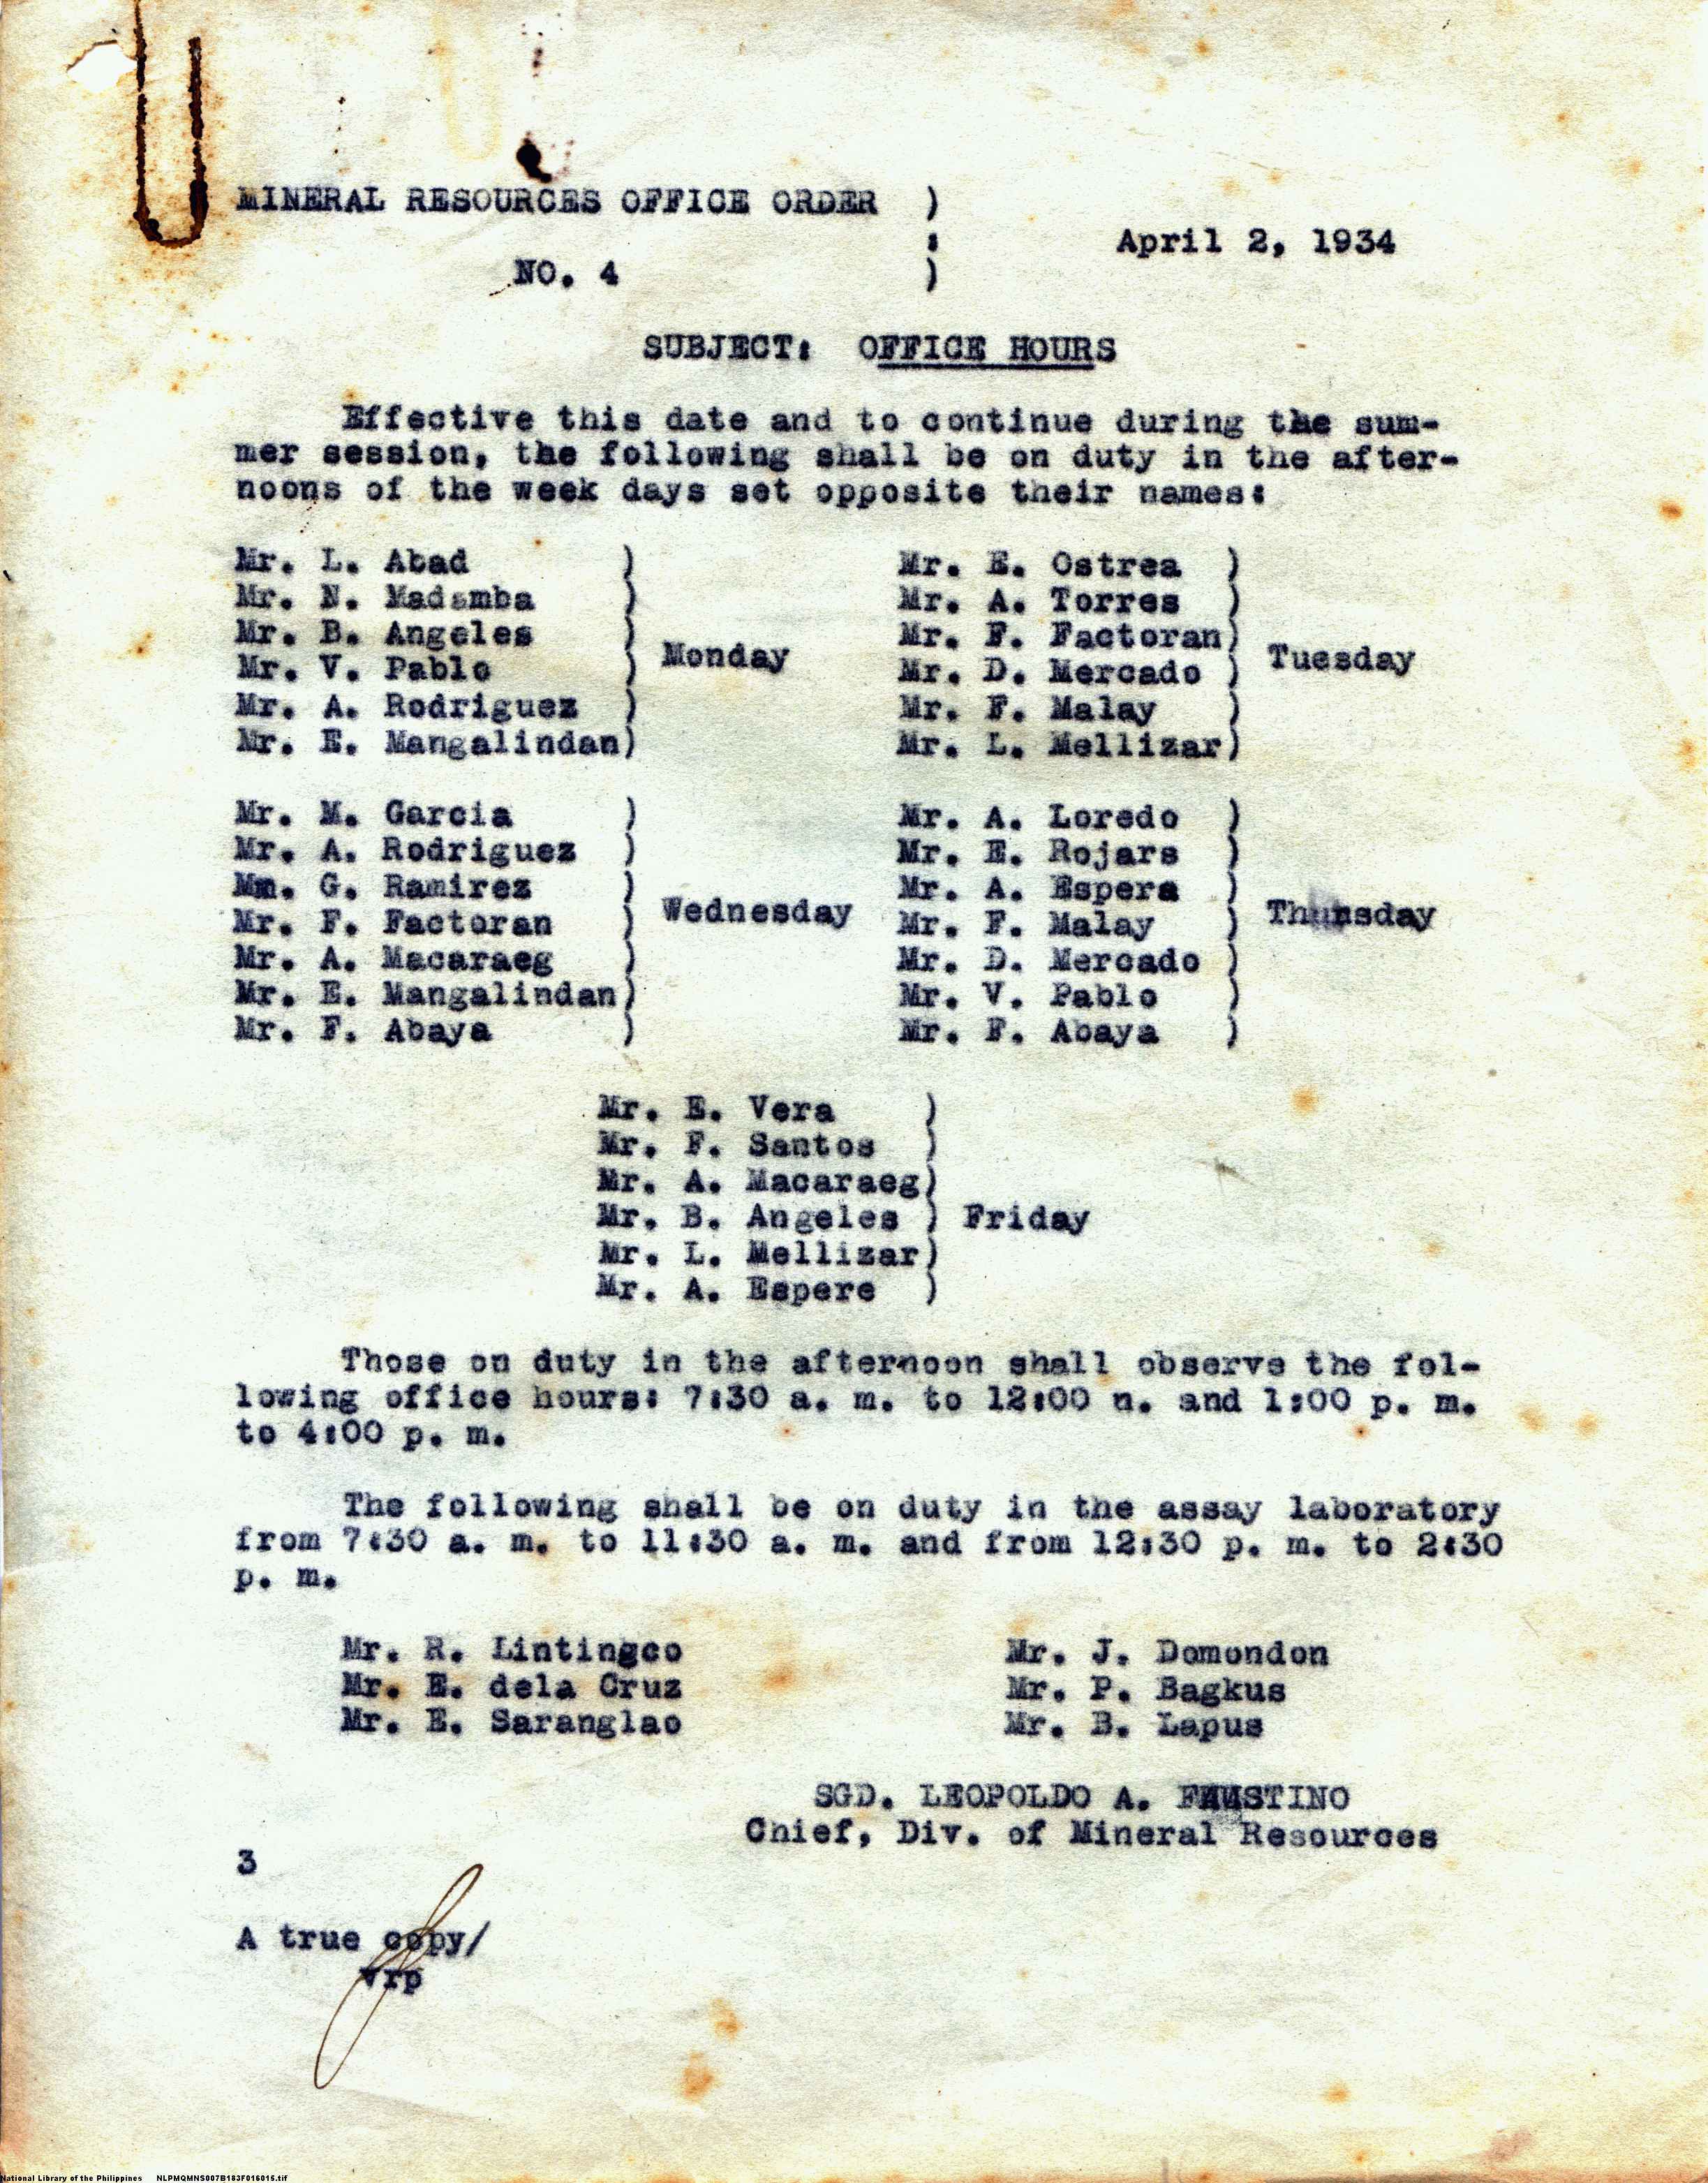 MINERAL RESOURCES OFFICE ORDER )
:
NO. 4 )
April 2, 1934
SUBJECT: OFFICE HOURS
Effective this date and to continue during the sum-
mer session, the following shall be on duty in the after-
noons of the week days set opposite their names:
Mr. L. Abad )
Mr. N. Madamba )
Mr. B. Angeles )
Mr. V. Pablo ) Monday
Mr. A. Rodriguez )
Mr. E. Mangalindan)
Mr. E. Ostrea )
Mr. A. Torres )
Mr. F. Factoran)
Mr. D. Mercado ) Tuesday
Mr. F. Malay )
Mr. L. Mellizar)
Mr. M. Garcia )
Mr. A. Rodriguez )
Mm. G. Ramirez )
Mr. F. Factoran ) Wednesday
Mr. A. Macaraeg )
Mr. E. Mangalindan)
Mr. F. Abaya )
Mr. A. Loredo )
Mr. E. Rojars )
Mr. A. Espera )
Mr. F. Malay ) Thursday
Mr. D. Mercado )
Mr. V. Pablo )
Mr. F. Abaya )
Mr. E. Vera )
Mr. F. Santos )
Mr. A. Macaraeg)
Mr. B. Angeles ) Friday
Mr. L. Mellizar)
Mr. A. Espere )
Those on duty in the afternoon shall observe the fol-
lowing office hours: 7:30 a. m. to 12:00 n. and 1:00 p. m.
to 4:00 p. m.
The following shall be on duty in the assay laboratory
from 7:30 a. m. to 11:30 a. m. and from 12:30 p. m. to 2:30
p. m.
Mr. R. Lintingco Mr. J. Domondon
Mr. E. dela Cruz Mr. P. Bagkus
Mr. E. Saranglao Mr. B. Lapus
SGD. LEOPOLDO A. FAUSTINO
Chief, Div. of Mineral Resources
3
A true copy/
vrp
National Library of the Philippines NLPMQMNS007B183F016015.tif